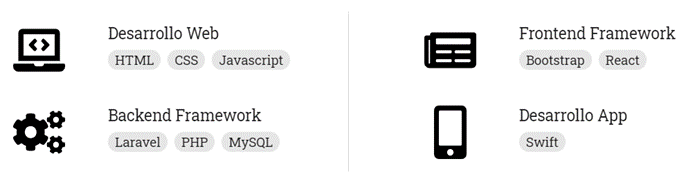 Desarrollo Web
HTML CSS Javascript
Backend Framework
Laravel PHP MySQL
Frontend Framework
Bootstrap React
Desarrollo App
Swift